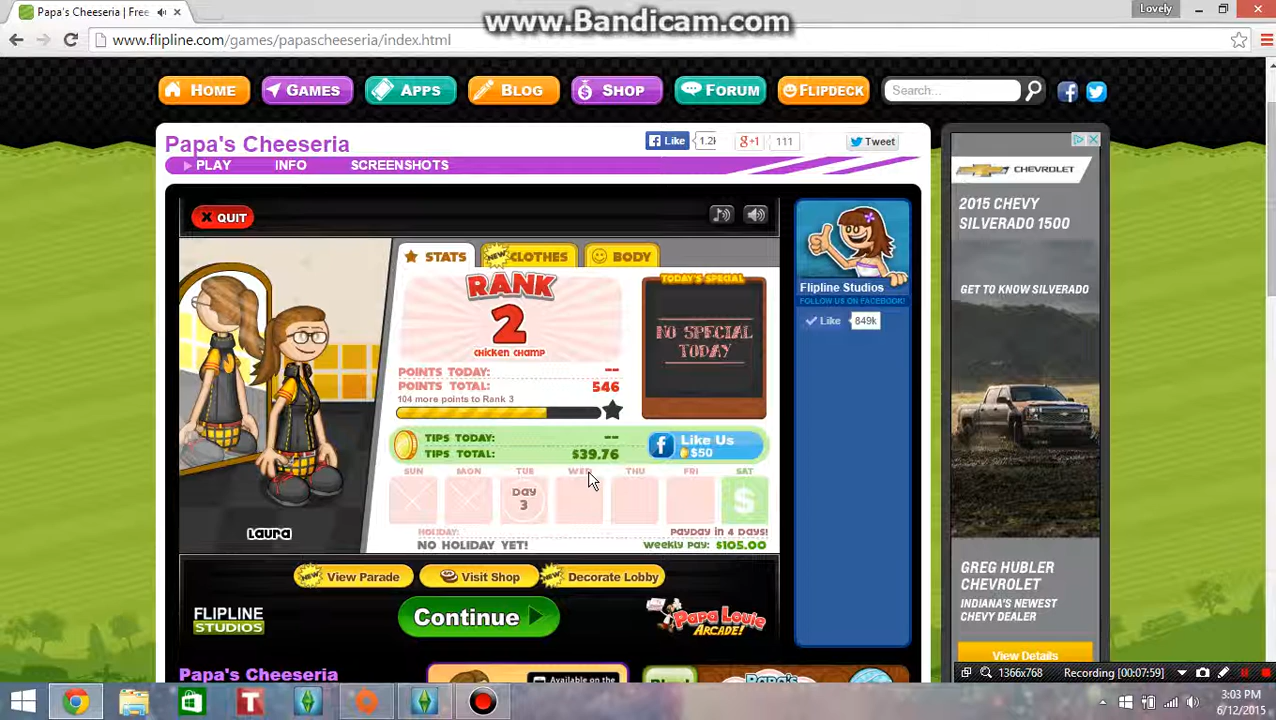 Papa's Cheeseria | Free
Lovely
www.Bandicam.com
www.flipline.com/games/papascheeseria/index.html
HOME
GAMES
APPS
BLOG
SHOP
FORUM
FLIPDECK
Search...
Papa's Cheeseria
Like
1.2k
g+1
111
Tweet
PLAY
INFO
SCREENSHOTS
CHEVROLET
2015 CHEVY
SILVERADO 1500
GET TO KNOW SILVERADO
GREG HUBLER
CHEVROLET
INDIANA'S NEWEST
CHEVY DEALER
View Details
QUIT
STATS
NEW
CLOTHES
BODY
RANK
2
CHICKEN CHAMP
TODAY'S SPECIAL
NO SPECIAL
TODAY
POINTS TODAY: --
POINTS TOTAL: 546
104 more points to Rank 3
TIPS TODAY: --
TIPS TOTAL: $39.76
Like Us
$50
SUN
MON
TUE
WED
THU
FRI
SAT
Day
3
$
HOLIDAY:
NO HOLIDAY YET!
Payday in 4 Days!
Weekly Pay: $105.00
Laura
Flipline Studios
FOLLOW US ON FACEBOOK!
Like
849k
NEW
View Parade
Visit Shop
NEW
Decorate Lobby
FLIPLINE
STUDIOS
Continue
Papa Louie
ARCADE!
Papa's Cheeseria
Available on the
1366x768
Recording [00:07:59]
3:03 PM
6/12/2015